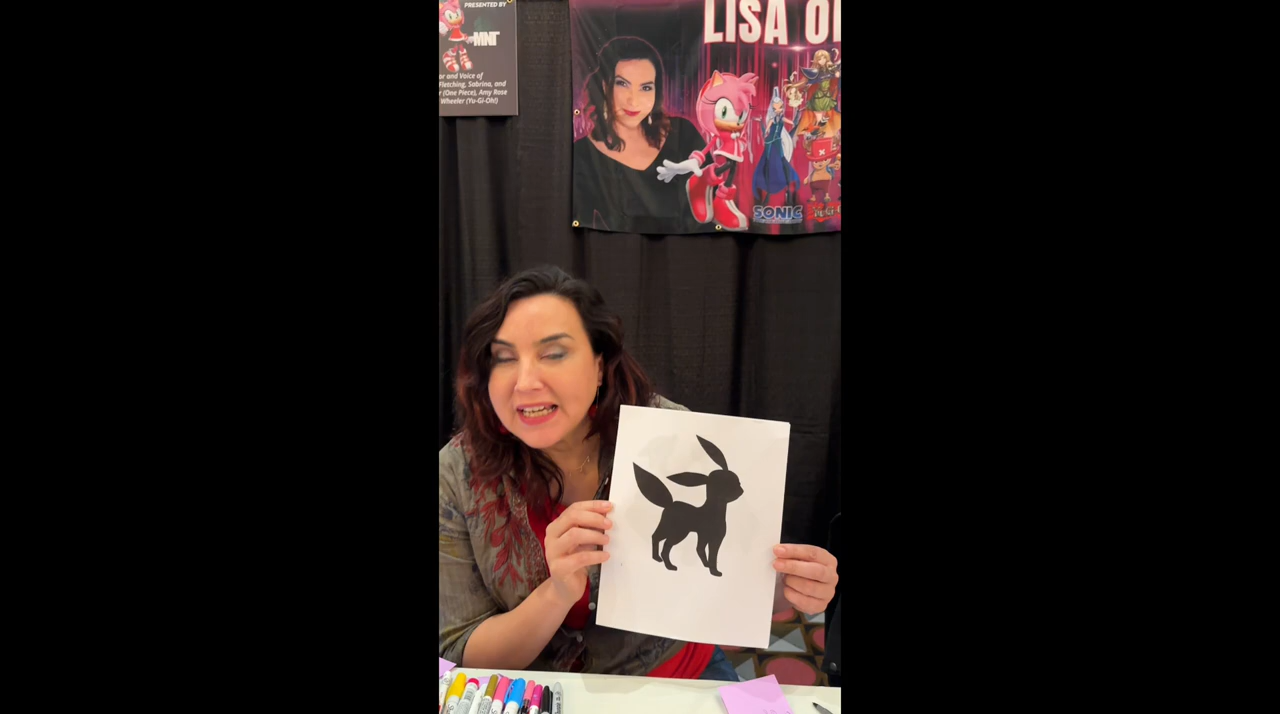 PRESENTED BY
MNT
or and Voice of
Fletching, Sabrina, and
r (One Piece), Amy Rose
Wheeler (Yu-Gi-Oh!)
LISA O
SONIC